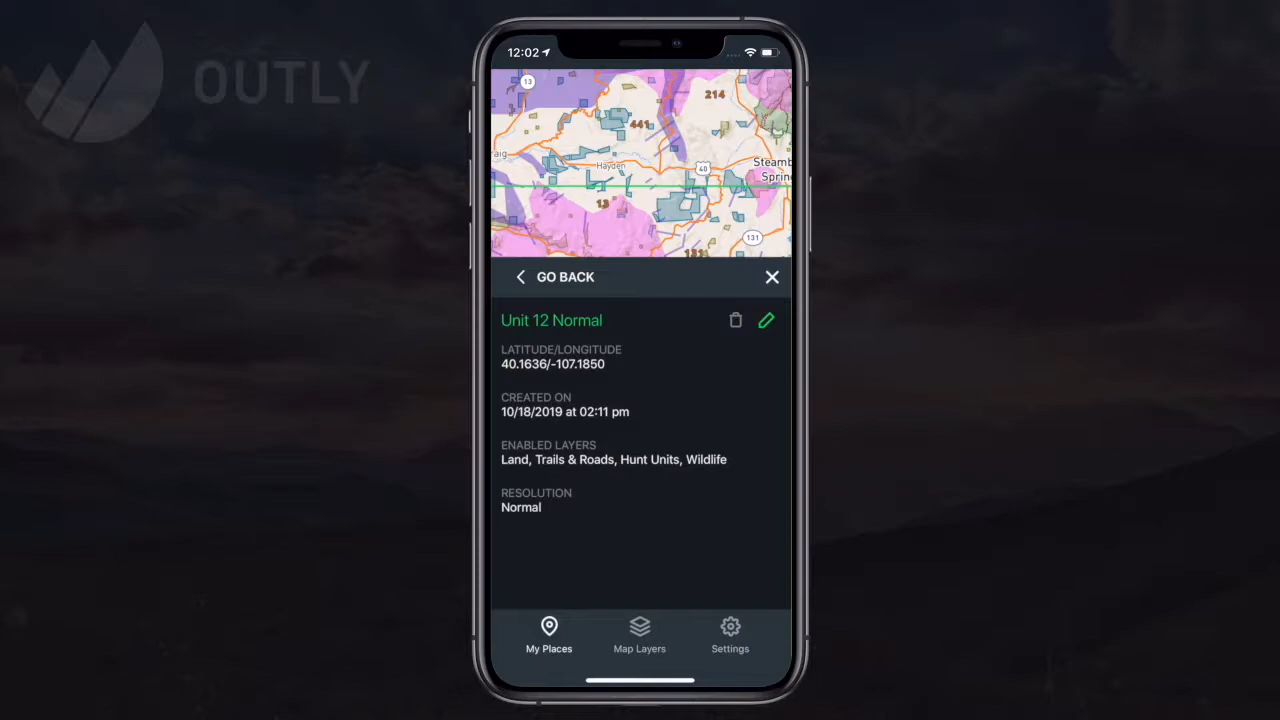 OUTLY
12:02
13
214
441
aig
Hayden
40
Steamb
Sprin
13
131
131
GO BACK
Unit 12 Normal
LATITUDE/LONGITUDE
40.1636/-107.1850
CREATED ON
10/18/2019 at 02:11 pm
ENABLED LAYERS
Land, Trails & Roads, Hunt Units, Wildlife
RESOLUTION
Normal
My Places
Map Layers
Settings